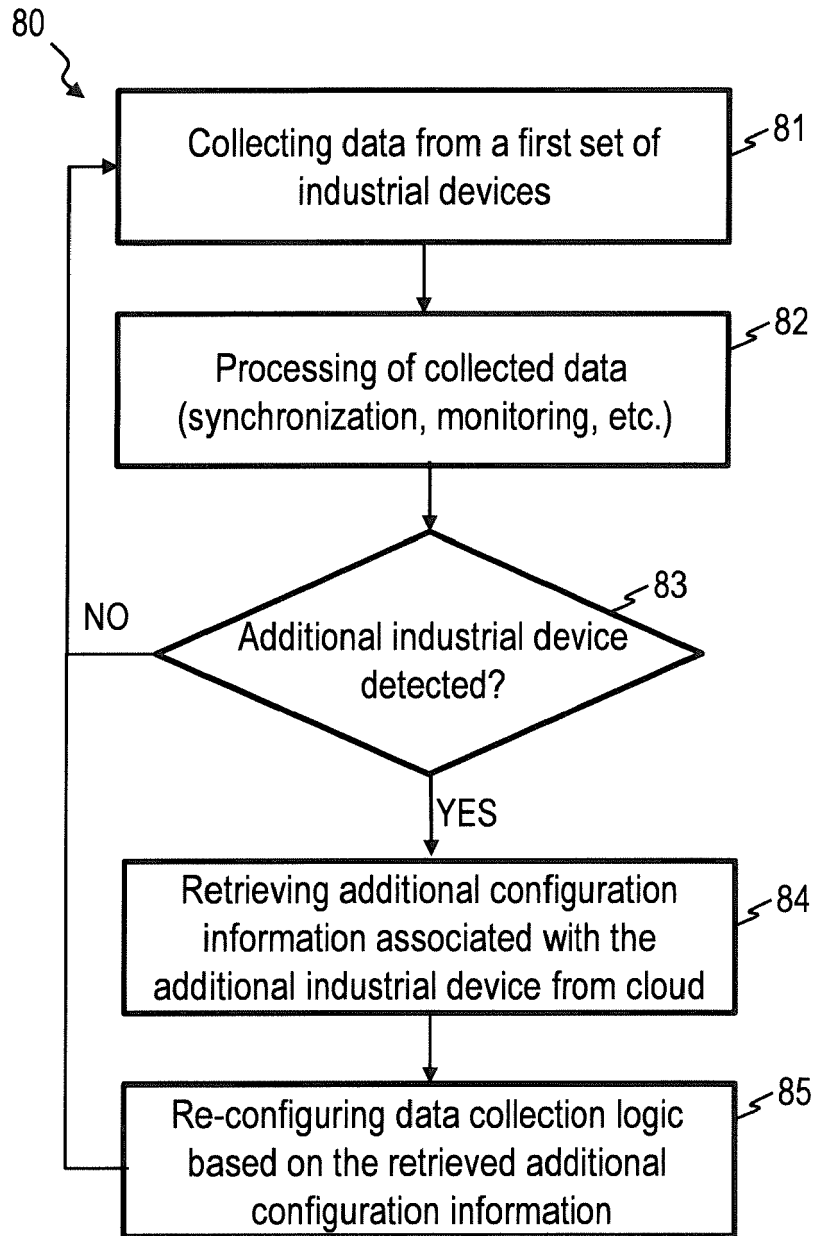 80
Collecting data from a first set of
industrial devices
81
Processing of collected data
(synchronization, monitoring, etc.)
82
Additional industrial device
detected?
83
NO
YES
Retrieving additional configuration
information associated with the
additional industrial device from cloud
84
Re-configuring data collection logic
based on the retrieved additional
configuration information
85